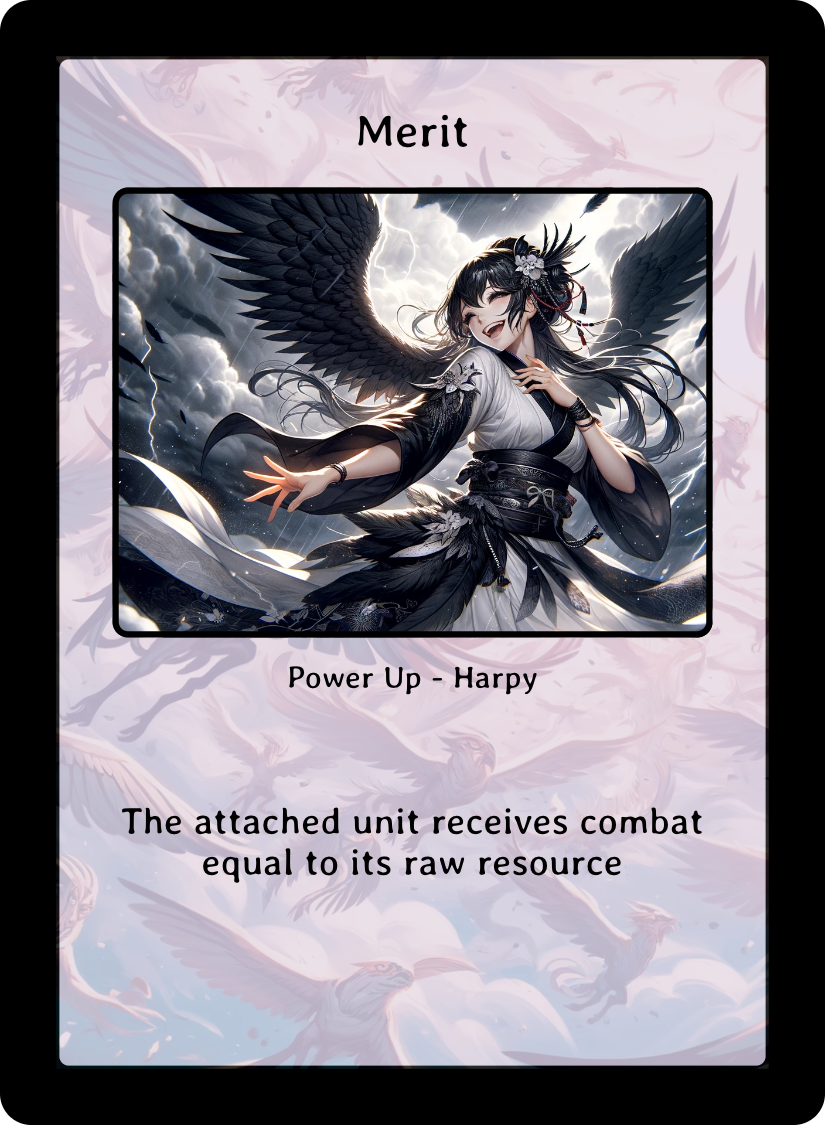 Merit
Power Up - Harpy
The attached unit receives combat
equal to its raw resource